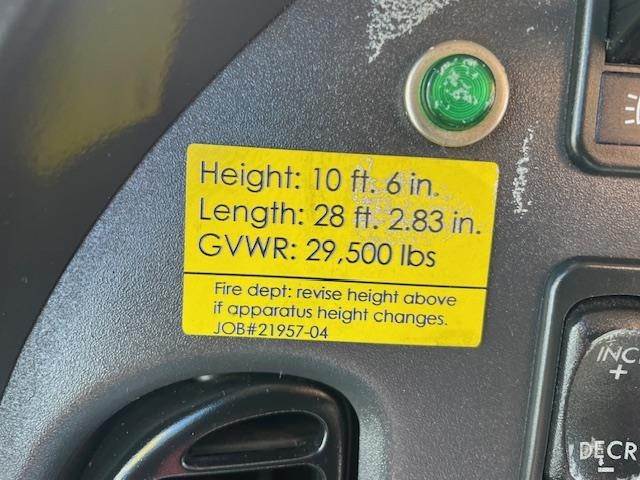 Height: 10 ft. 6 in.
Length: 28 ft. 2.83 in.
GVWR: 29,500 lbs
Fire dept: revise height above
if apparatus height changes.
JOB#21957-04
INC
+
DECR
-